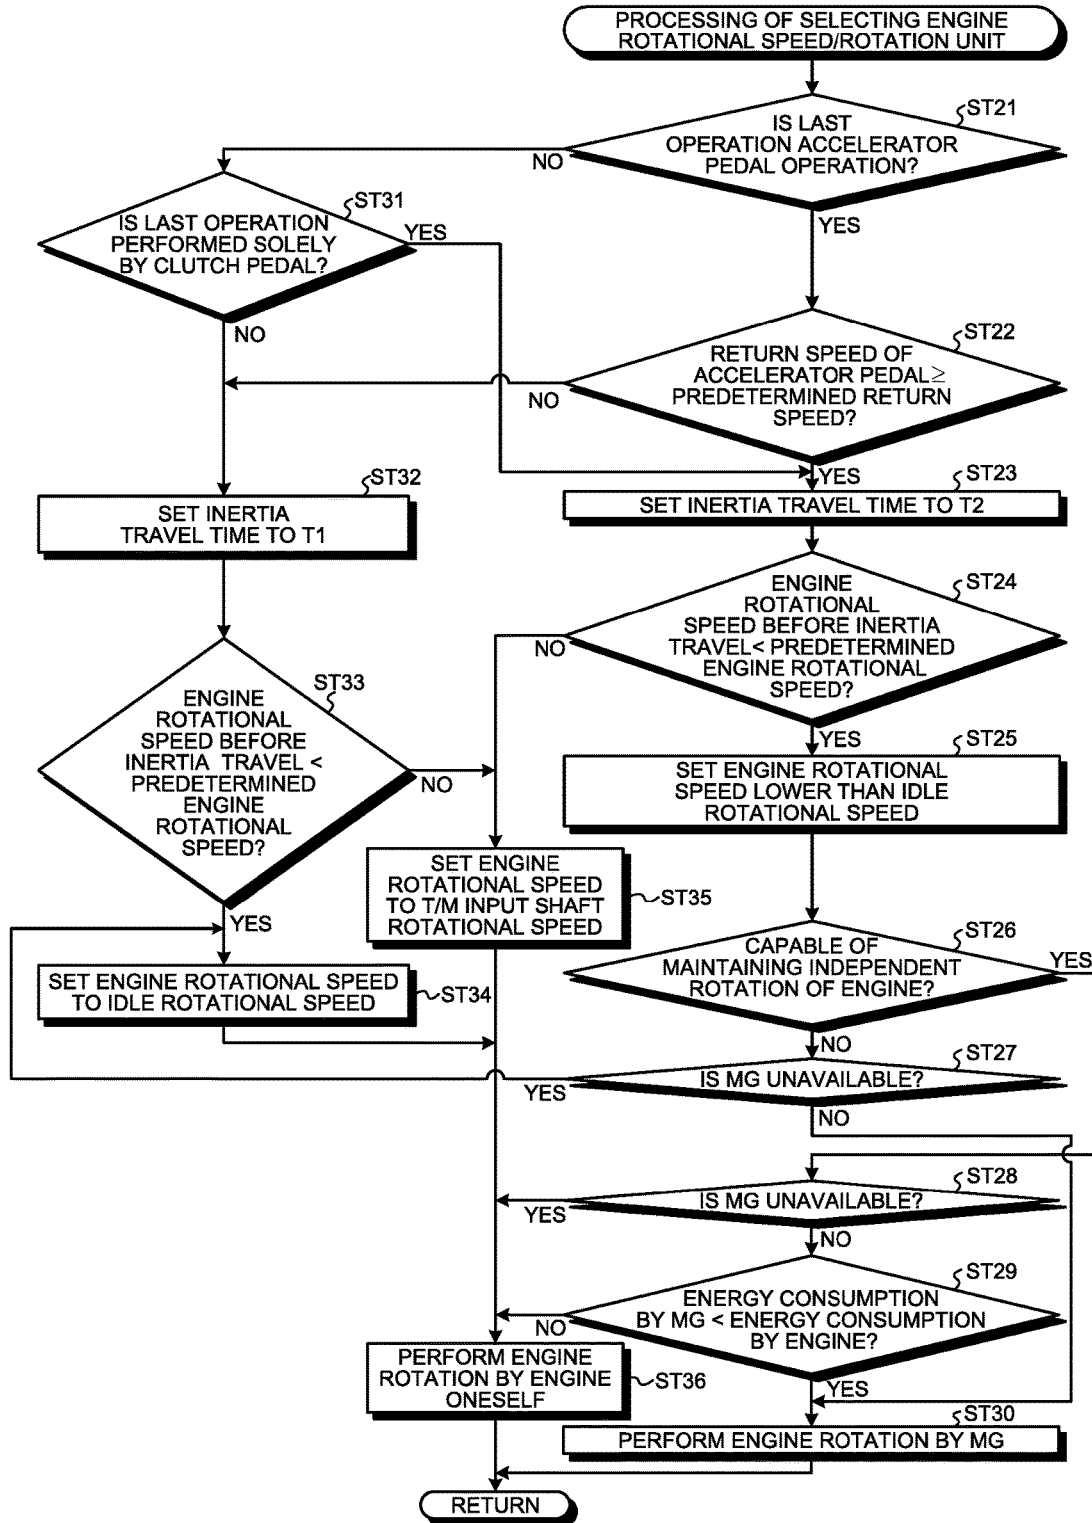 PROCESSING OF SELECTING ENGINE
ROTATIONAL SPEED/ROTATION UNIT
ST21
IS LAST
OPERATION ACCELERATOR
PEDAL OPERATION?
NO
YES
ST31
IS LAST OPERATION
PERFORMED SOLELY
BY CLUTCH PEDAL?
YES
NO
ST22
RETURN SPEED OF
ACCELERATOR PEDAL≥
PREDETERMINED RETURN
SPEED?
NO
YES
ST32
SET INERTIA
TRAVEL TIME TO T1
ST23
SET INERTIA TRAVEL TIME TO T2
ST24
ENGINE
ROTATIONAL
SPEED BEFORE INERTIA
TRAVEL< PREDETERMINED
ENGINE ROTATIONAL
SPEED?
NO
YES
ST33
ENGINE
ROTATIONAL
SPEED BEFORE
INERTIA TRAVEL <
PREDETERMINED
ENGINE
ROTATIONAL
SPEED?
NO
YES
ST25
SET ENGINE ROTATIONAL
SPEED LOWER THAN IDLE
ROTATIONAL SPEED
SET ENGINE
ROTATIONAL SPEED
TO T/M INPUT SHAFT
ROTATIONAL SPEED
ST35
ST26
CAPABLE OF
MAINTAINING INDEPENDENT
ROTATION OF ENGINE?
YES
NO
SET ENGINE ROTATIONAL SPEED
TO IDLE ROTATIONAL SPEED
ST34
ST27
IS MG UNAVAILABLE?
YES
NO
ST28
IS MG UNAVAILABLE?
YES
NO
ST29
ENERGY CONSUMPTION
BY MG < ENERGY CONSUMPTION
BY ENGINE?
NO
YES
PERFORM ENGINE
ROTATION BY ENGINE
ONESELF
ST36
ST30
PERFORM ENGINE ROTATION BY MG
RETURN